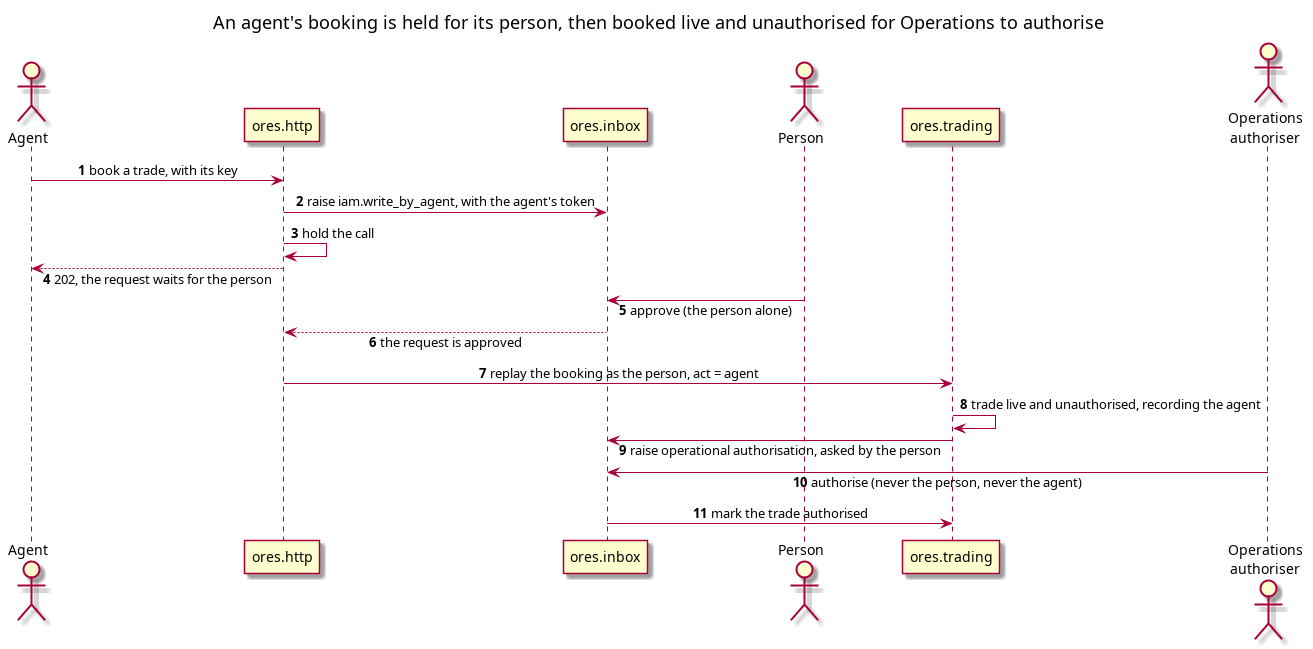 An agent's booking is held for its person, then booked live and unauthorised for Operations to authorise
Agent
ores.http
ores.inbox
Person
ores.trading
Operations
authoriser
1 book a trade, with its key
2 raise iam.write_by_agent, with the agent's token
3 hold the call
4 202, the request waits for the person
5 approve (the person alone)
6 the request is approved
7 replay the booking as the person, act = agent
8 trade live and unauthorised, recording the agent
9 raise operational authorisation, asked by the person
10 authorise (never the person, never the agent)
11 mark the trade authorised
Agent
ores.http
ores.inbox
Person
ores.trading
Operations
authoriser